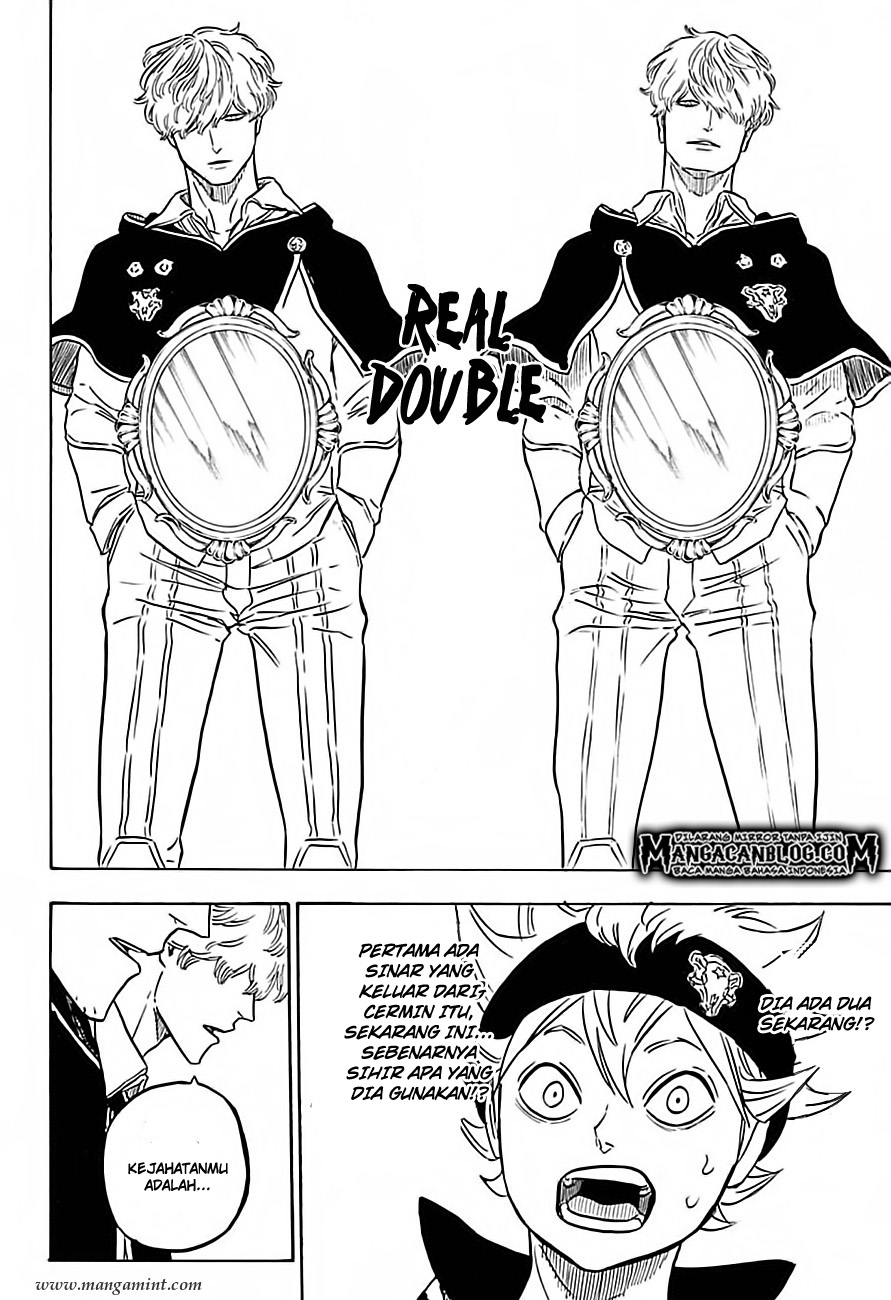 REAL
DOUBLE
DILARANG MIRROR TANPA IJIN
MANGACANBLOG.COM
BACA MANGA BAHASA INDONESIA
PERTAMA ADA
SINAR YANG
KELUAR DARI
CERMIN ITU,
SEKARANG INI...
SEBENARNYA
SIHIR APA YANG
DIA GUNAKAN!?
DIA ADA DUA
SEKARANG!?
KEJAHATANMU
ADALAH...
www.mangamint.com